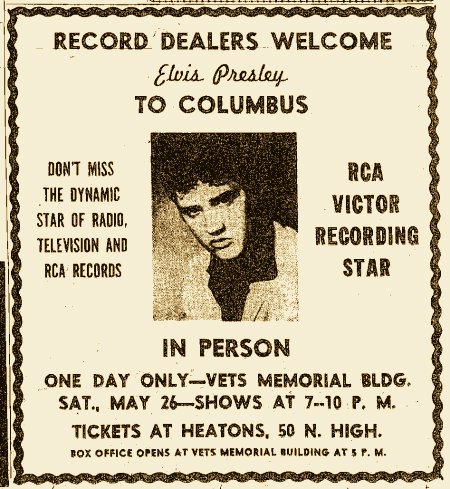 RECORD DEALERS WELCOME
Elvis Presley
TO COLUMBUS
DON'T MISS
THE DYNAMIC
STAR OF RADIO,
TELEVISION AND
RCA RECORDS
RCA
VICTOR
RECORDING
STAR
IN PERSON
ONE DAY ONLY—VETS MEMORIAL BLDG.
SAT., MAY 26—SHOWS AT 7--10 P. M.
TICKETS AT HEATONS, 50 N. HIGH.
BOX OFFICE OPENS AT VETS MEMORIAL BUILDING AT 5 P. M.